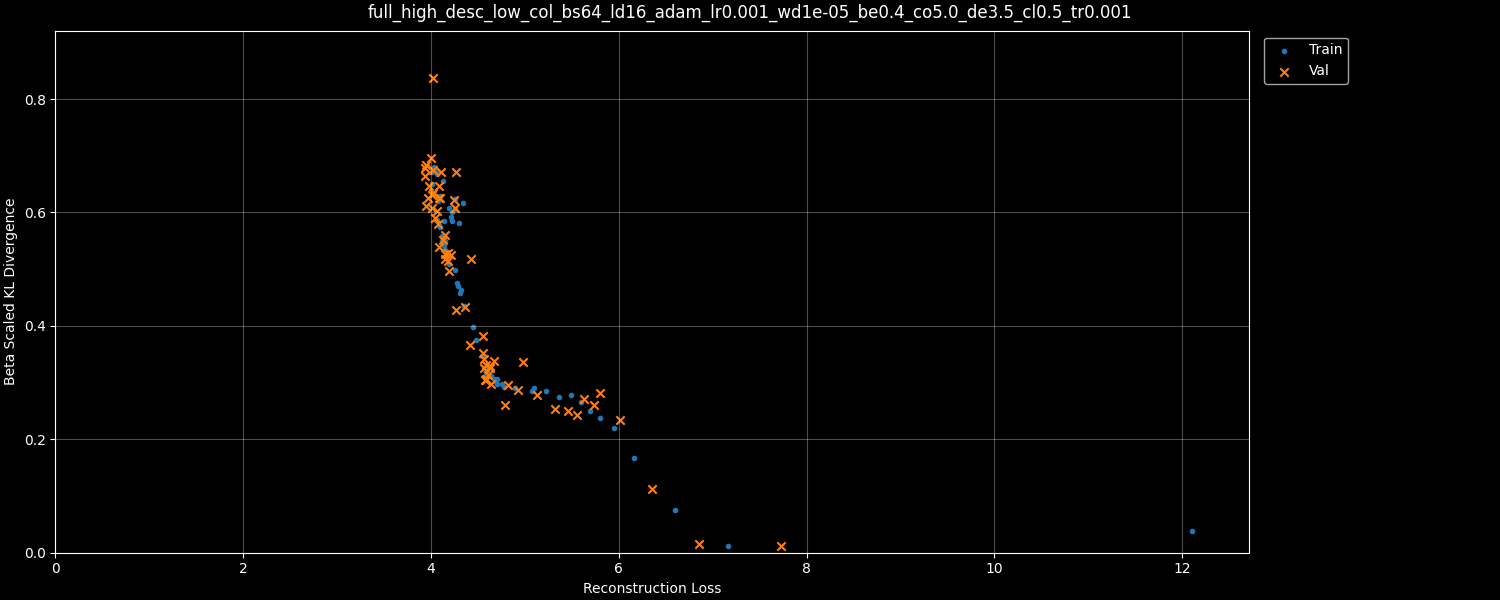 full_high_desc_low_col_bs64_ld16_adam_lr0.001_wd1e-05_be0.4_co5.0_de3.5_cl0.5_tr0.001
Train
Val
Beta Scaled KL Divergence
0.8
0.6
0.4
0.2
0.0
0 2 4 6 8 10 12
Reconstruction Loss